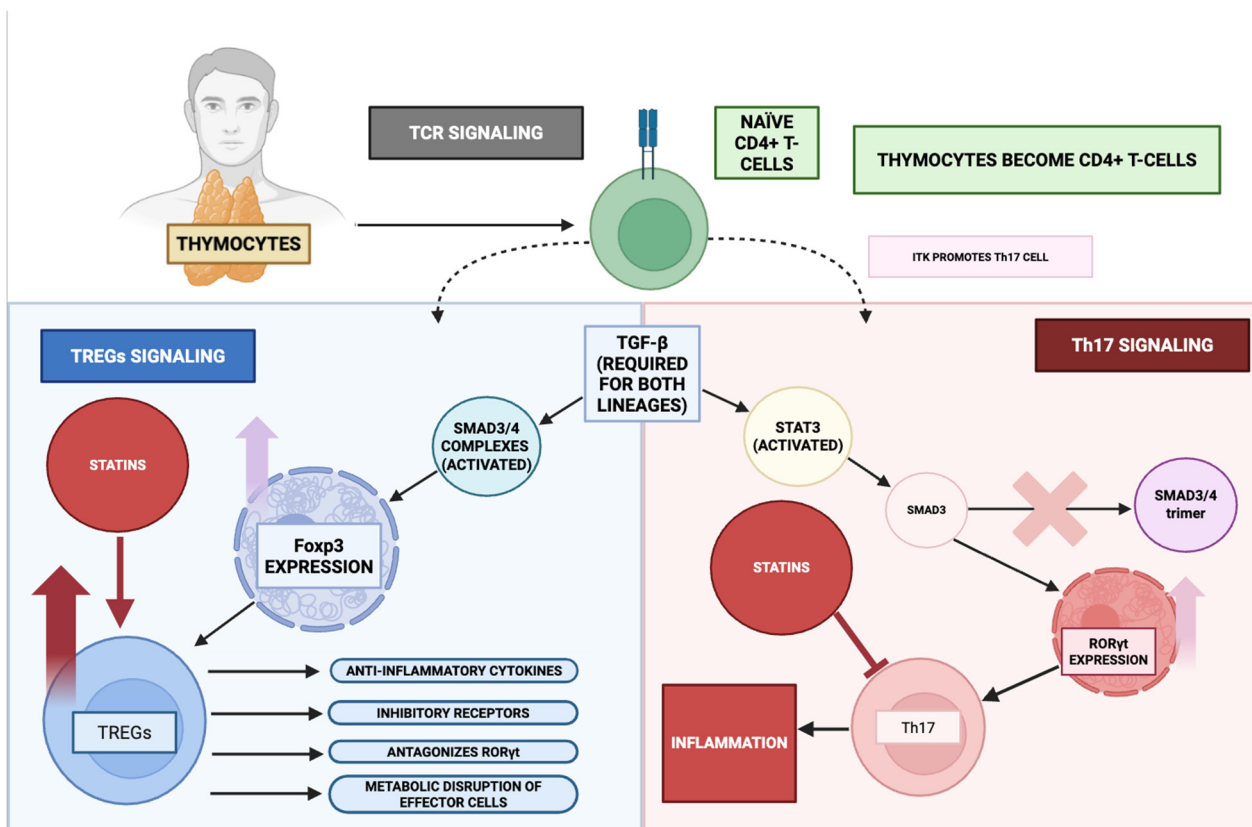 TCR SIGNALING
NAÏVE
CD4+ T-
CELLS
THYMOCYTES BECOME CD4+ T-CELLS
THYMOCYTES
ITK PROMOTES Th17 CELL
TREGs SIGNALING
TGF-β
(REQUIRED
FOR BOTH
LINEAGES)
Th17 SIGNALING
STATINS
SMAD3/4
COMPLEXES
(ACTIVATED)
STAT3
(ACTIVATED)
Foxp3
EXPRESSION
SMAD3
SMAD3/4
trimer
STATINS
RORγt
EXPRESSION
TREGs
ANTI-INFLAMMATORY CYTOKINES
INHIBITORY RECEPTORS
ANTAGONIZES RORγt
METABOLIC DISRUPTION OF
EFFECTOR CELLS
INFLAMMATION
Th17